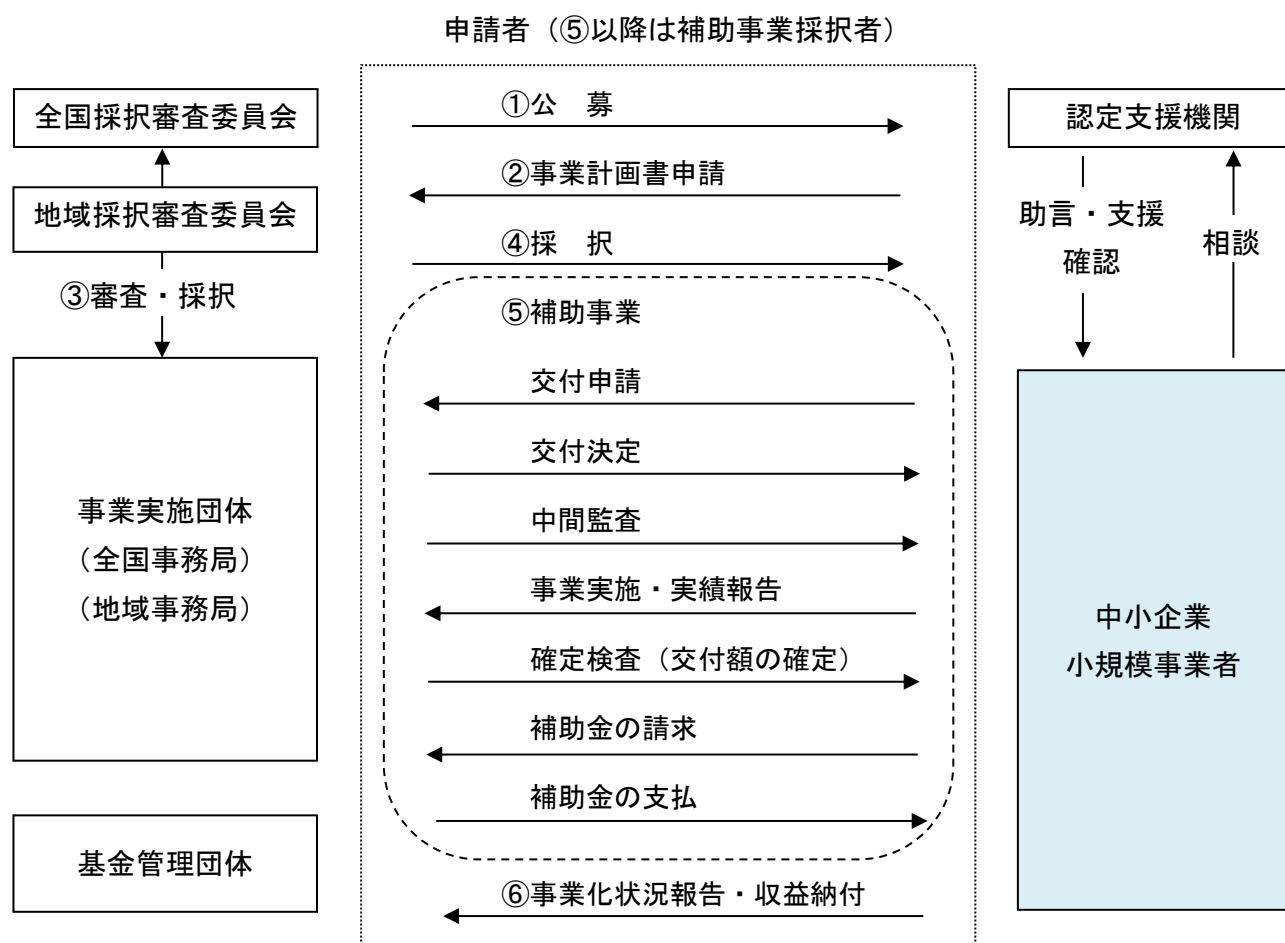 申請者（⑤以降は補助事業採択者）
全国採択審査委員会
地域採択審査委員会
③審査・採択
事業実施団体
（全国事務局）
（地域事務局）
基金管理団体
①公　募
②事業計画書申請
④採　択
⑤補助事業
交付申請
交付決定
中間監査
事業実施・実績報告
確定検査（交付額の確定）
補助金の請求
補助金の支払
⑥事業化状況報告・収益納付
認定支援機関
助言・支援
確認
相談
中小企業
小規模事業者